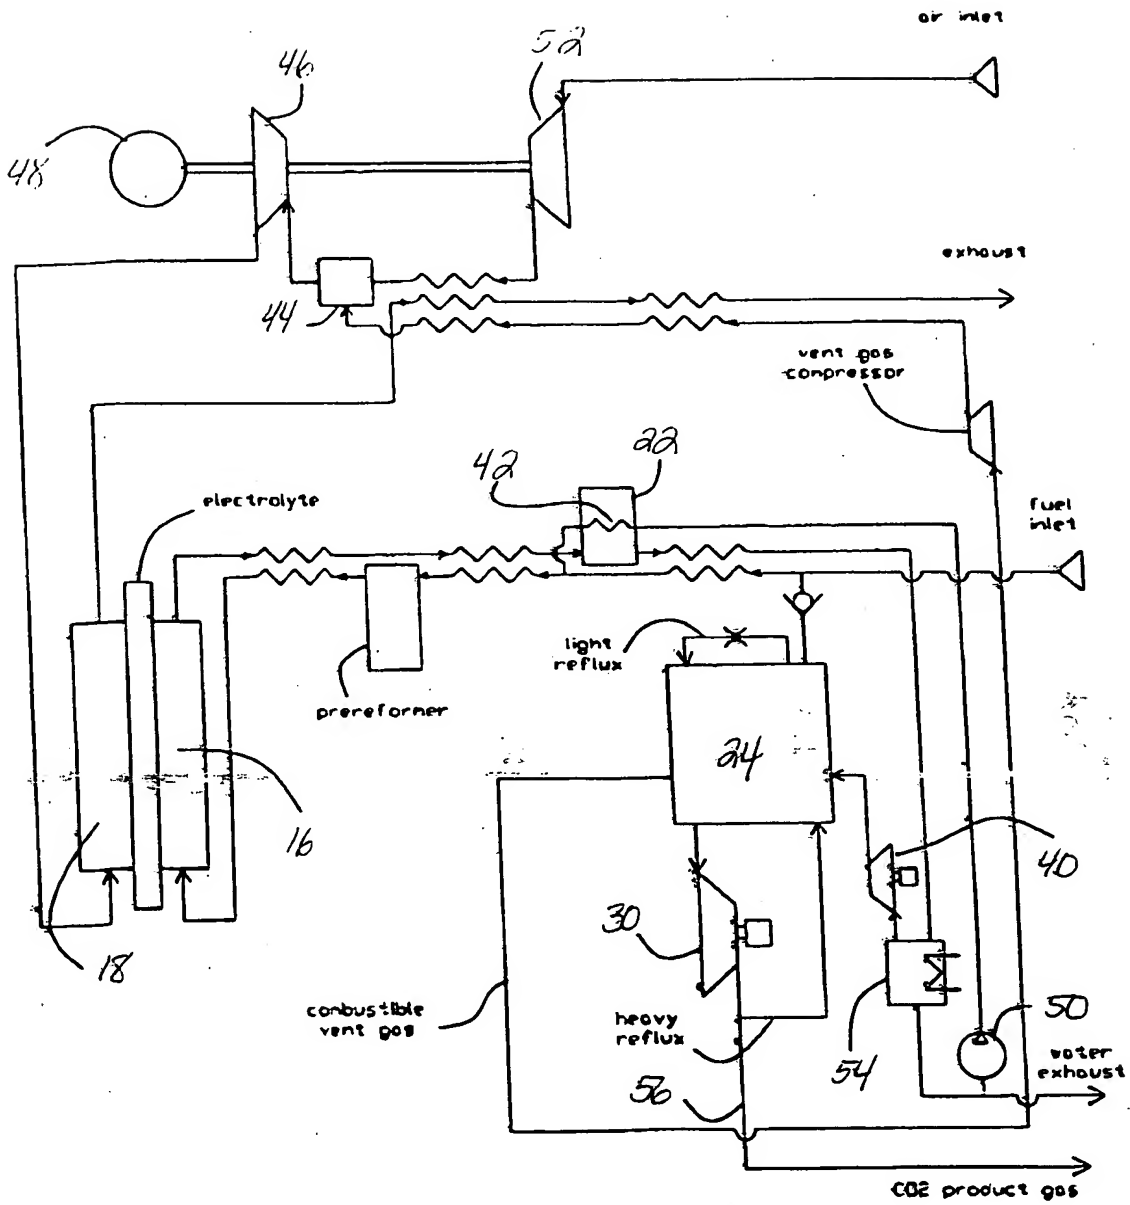 air inlet
52
46
48
exhaust
44
vent gas
compressor
22
42
electrolyte
fuel
inlet
light
reflux
prereformer
24
16
40
30
18
combustible
vent gas
heavy
reflux
54
50
water
exhaust
56
CO2 product gas